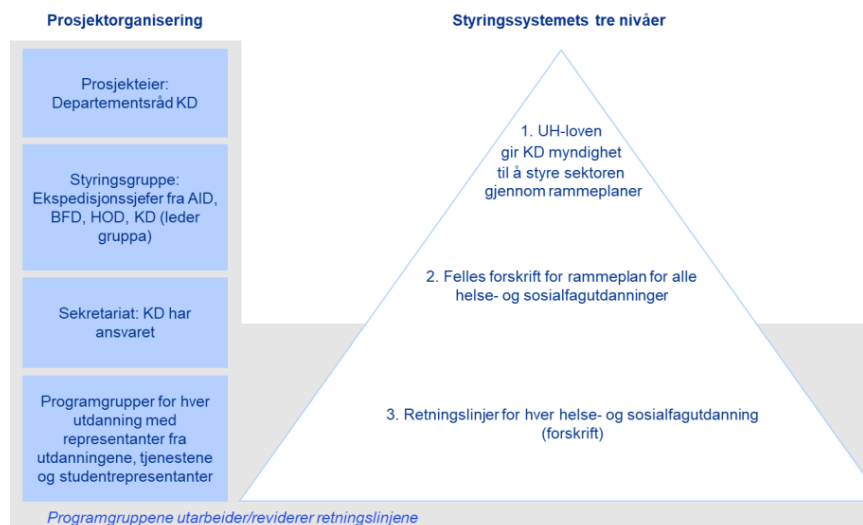 Prosjektorganisering
Prosjekteier:
Departementsråd KD
Styringsgruppe:
Ekspedisjonssjefer fra AID,
BFD, HOD, KD (leder
gruppa)
Sekretariat: KD har
ansvaret
Programgrupper for hver
utdanning med
representanter fra
utdanningene, tjenestene
og studentrepresentanter
Programgruppene utarbeider/reviderer retningslinjene
Styringssystemets tre nivåer
1. UH-loven
gir KD myndighet
til å styre sektoren
gjennom rammeplaner
2. Felles forskrift for rammeplan for alle
helse- og sosialfagutdanninger
3. Retningslinjer for hver helse- og sosialfagutdanning
(forskrift)